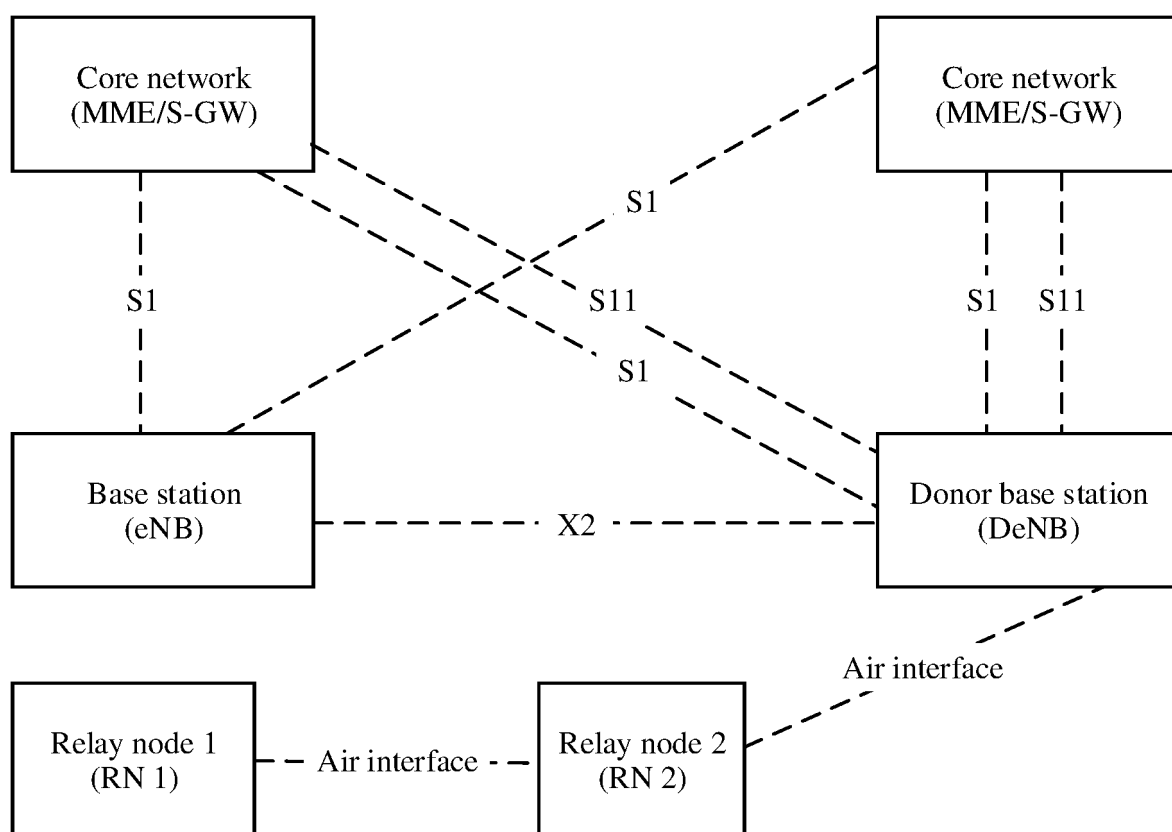 Core network
(MME/S-GW)
Core network
(MME/S-GW)
S1
S1
S11
S1
S11
S1
Base station
(eNB)
X2
Donor base station
(DeNB)
Air interface
Relay node 1
(RN 1)
Air interface
Relay node 2
(RN 2)